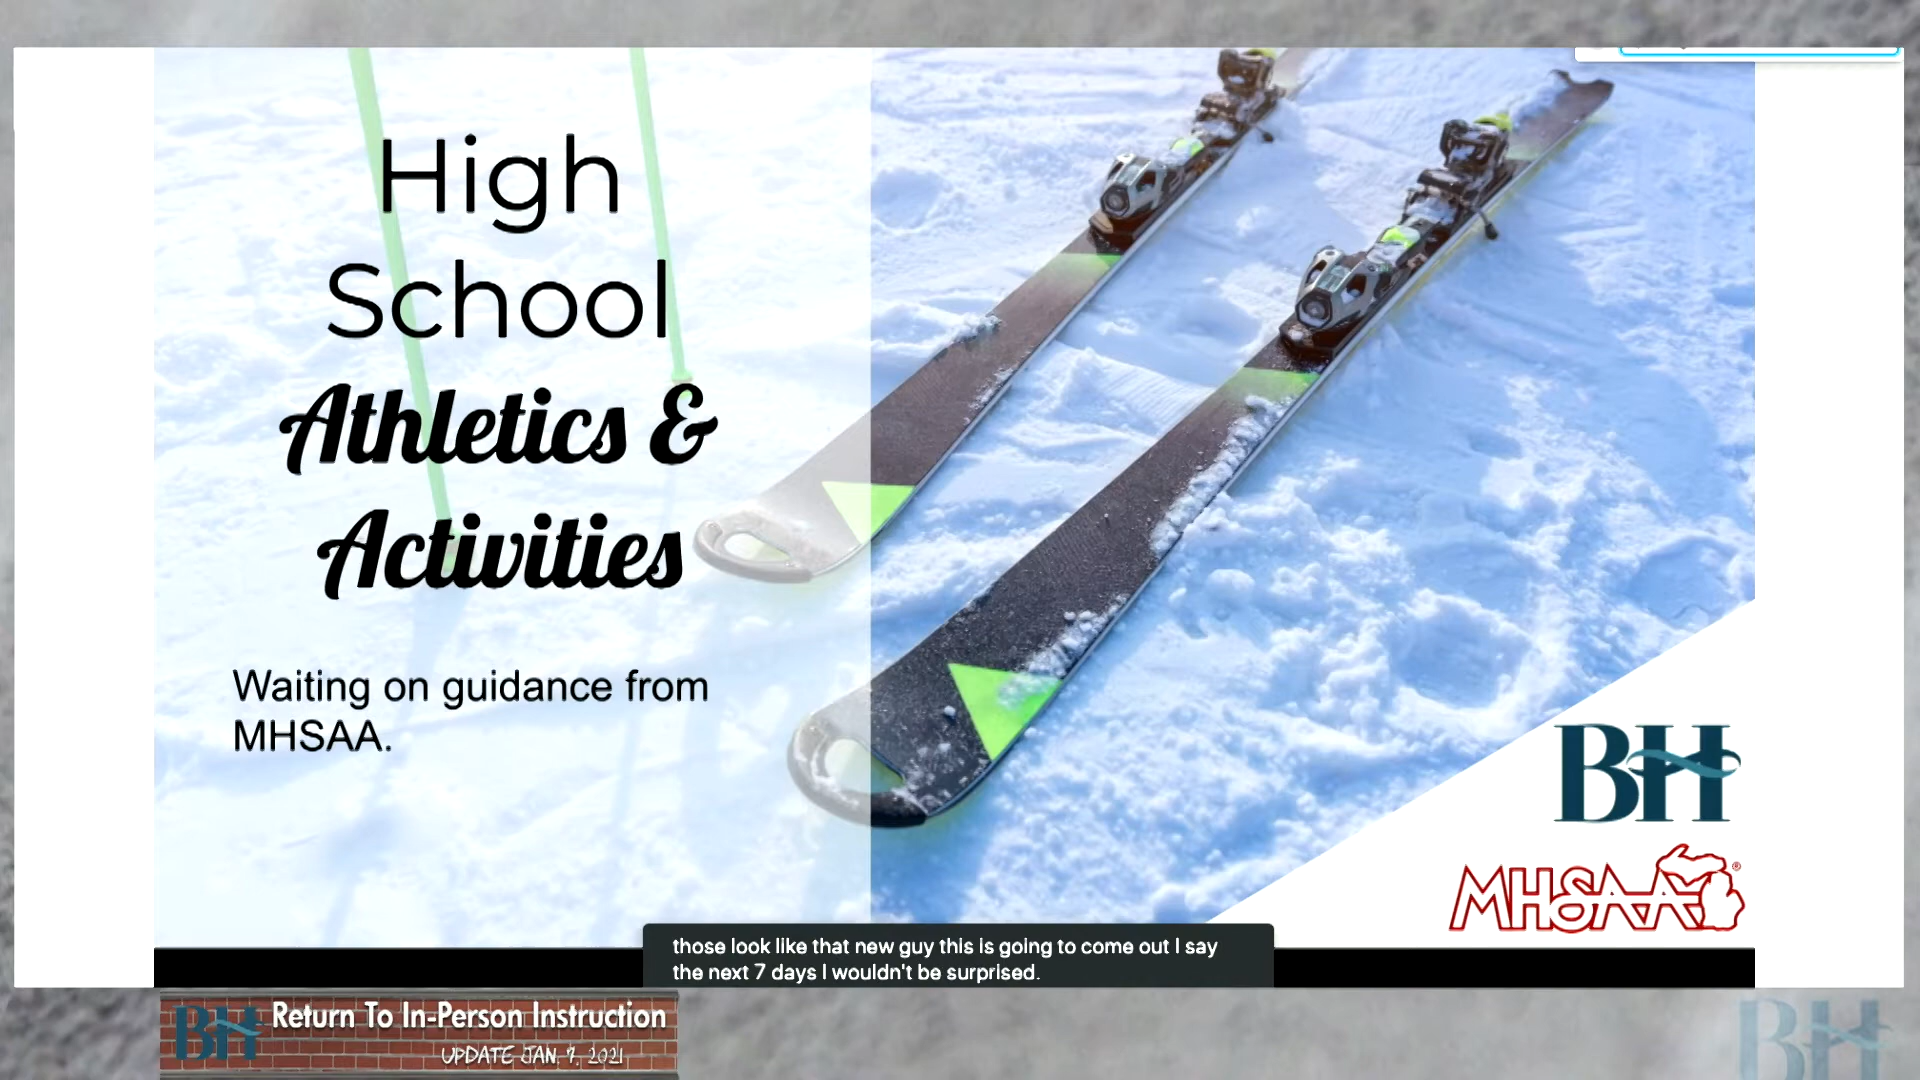 High
School
Athletics &
Activities
Waiting on guidance from
MHSAA.
BH
MHSAA®
those look like that new guy this is going to come out I say
the next 7 days I wouldn't be surprised.
BH
Return To In-Person Instruction
UPDATE JAN. 7, 2021
BH